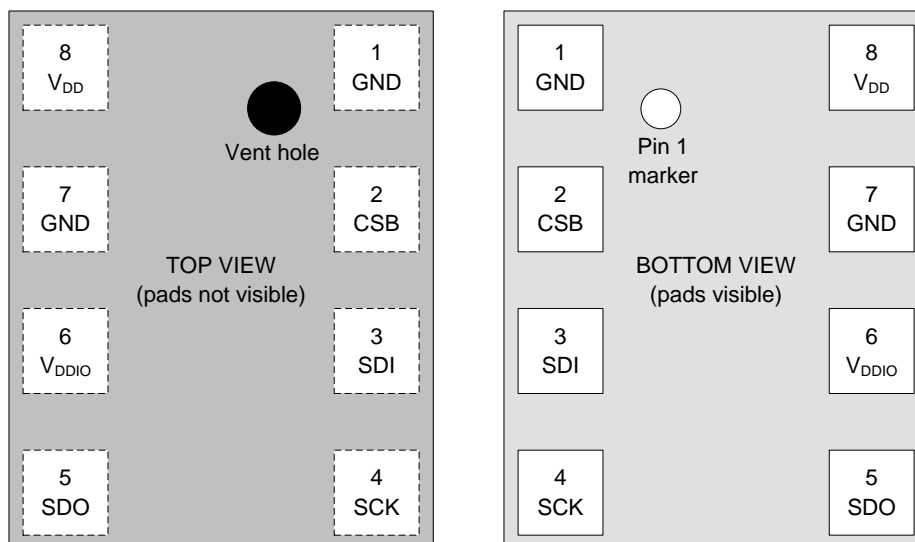 8
VDD
1
GND
Vent hole
7
GND
2
CSB
TOP VIEW
(pads not visible)
6
VDDIO
3
SDI
5
SDO
4
SCK
1
GND
8
VDD
Pin 1
marker
2
CSB
7
GND
BOTTOM VIEW
(pads visible)
3
SDI
6
VDDIO
4
SCK
5
SDO